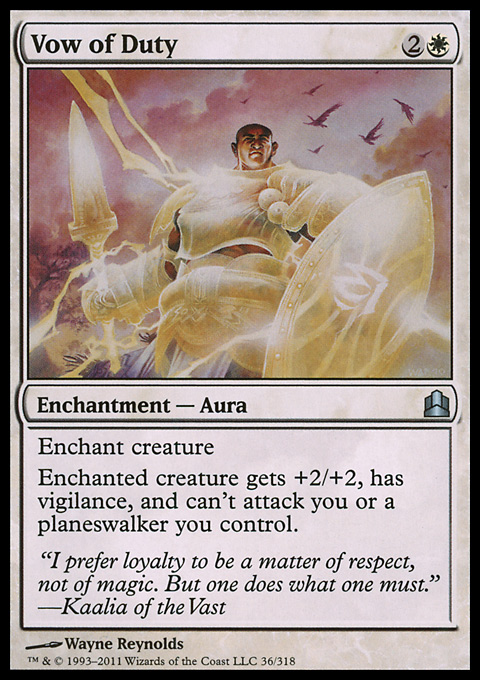 Vow of Duty 2
Enchantment — Aura
Enchant creature
Enchanted creature gets +2/+2, has
vigilance, and can't attack you or a
planeswalker you control.
“I prefer loyalty to be a matter of respect,
not of magic. But one does what one must.”
—Kaalia of the Vast
Wayne Reynolds
™ & © 1993–2011 Wizards of the Coast LLC 36/318